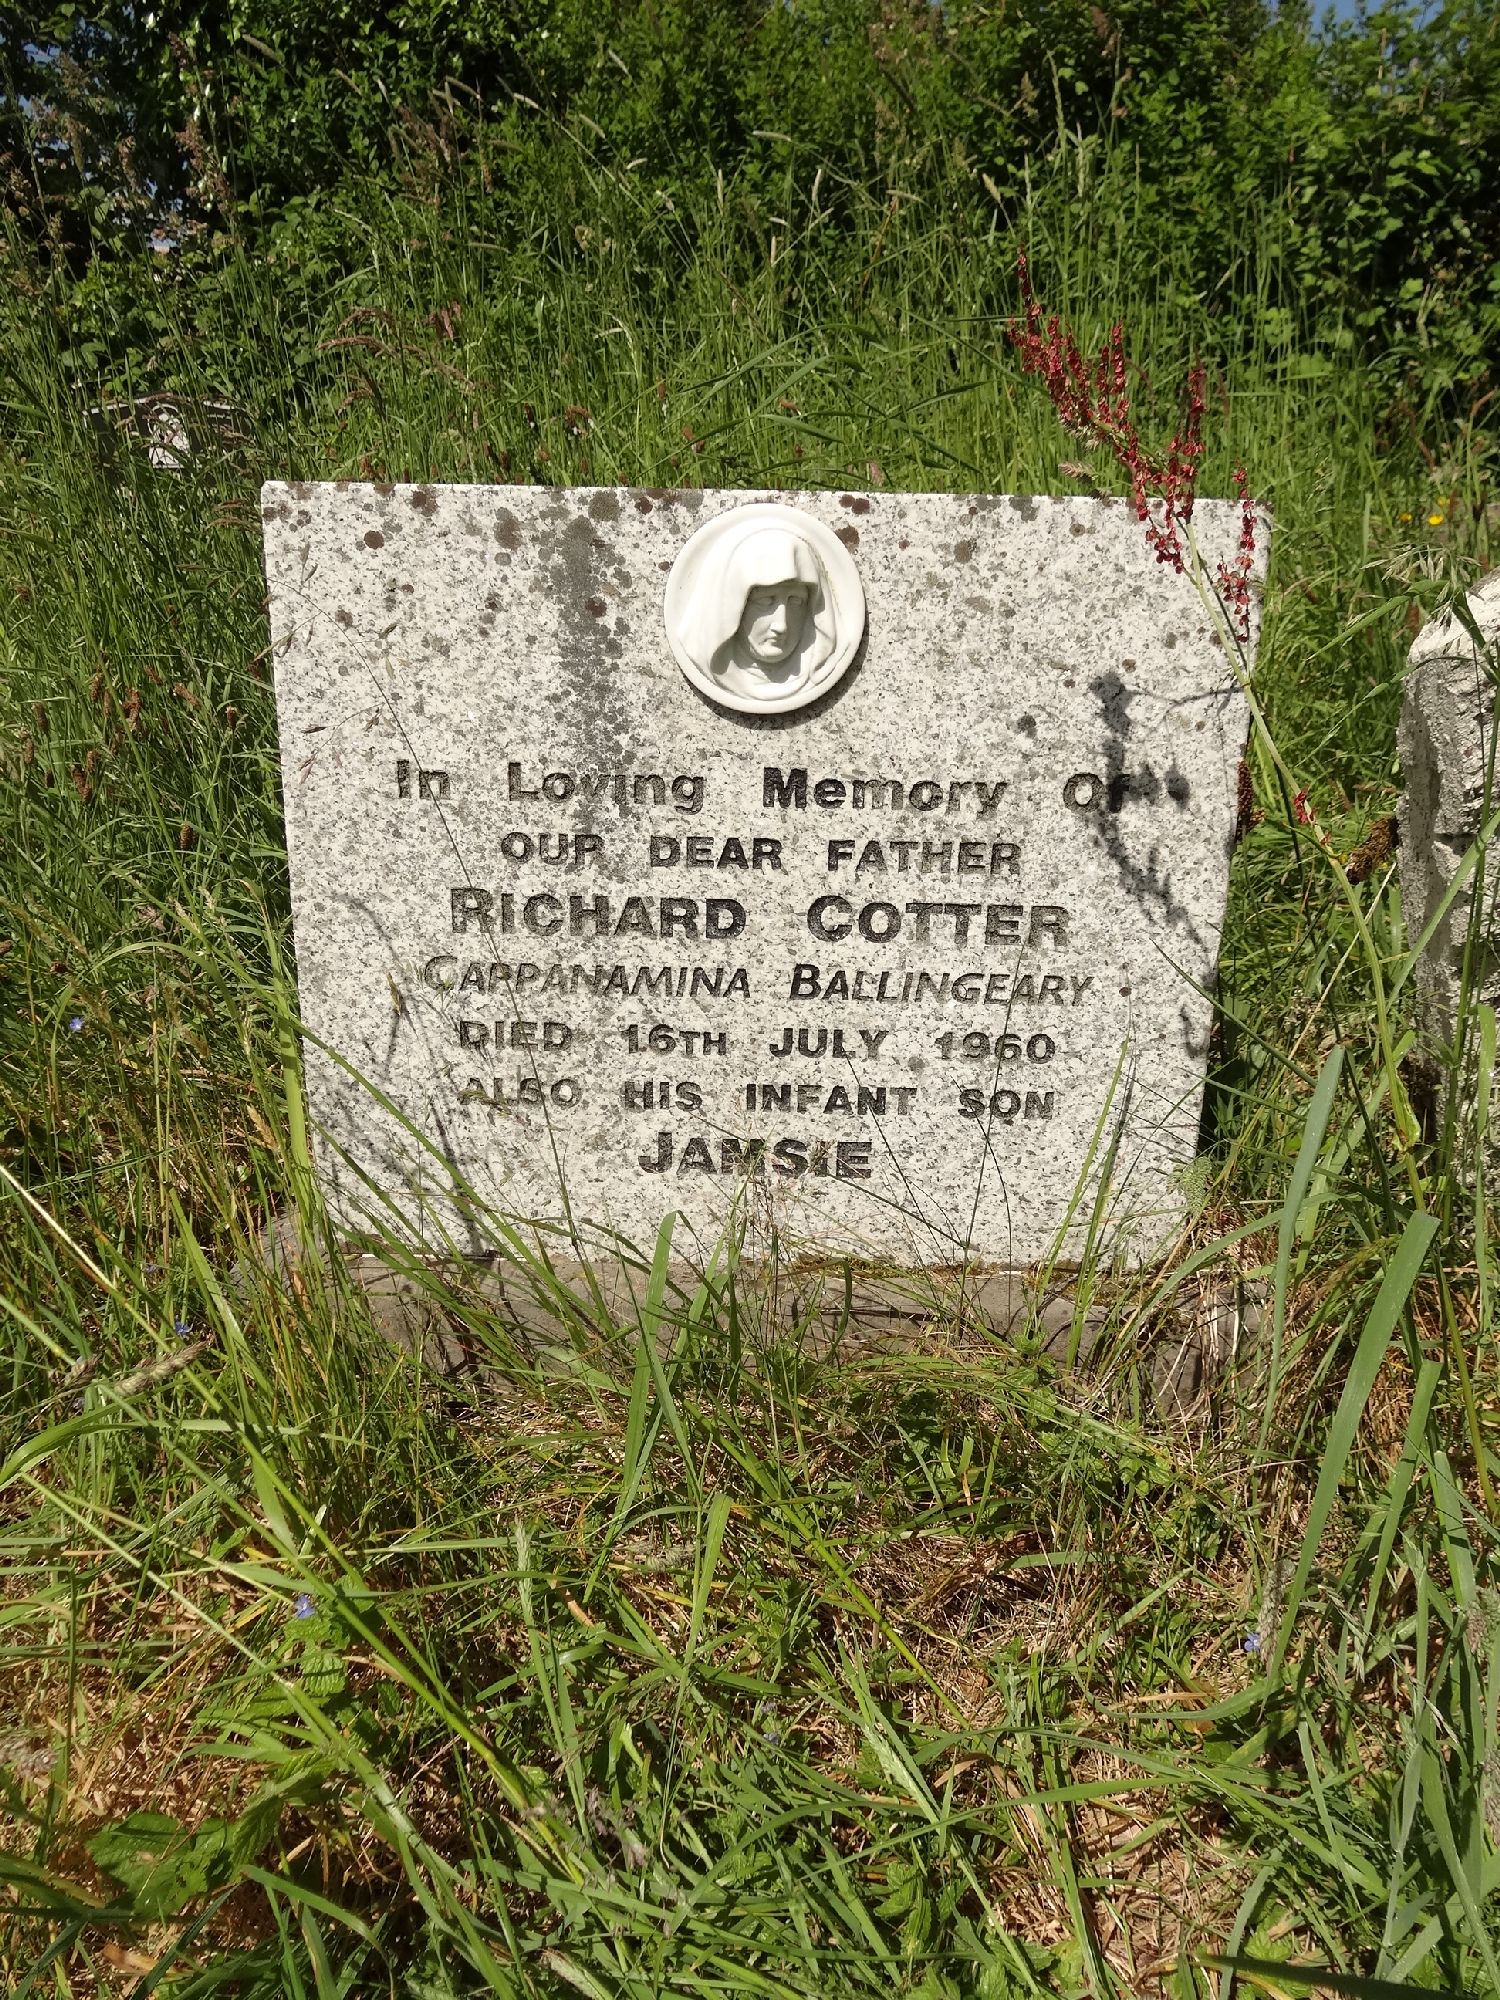 In Loving Memory Of
OUR DEAR FATHER
RICHARD COTTER
CAPPANAMINA BALLINGEARY
DIED 16TH JULY 1960
ALSO HIS INFANT SON
JAMSIE